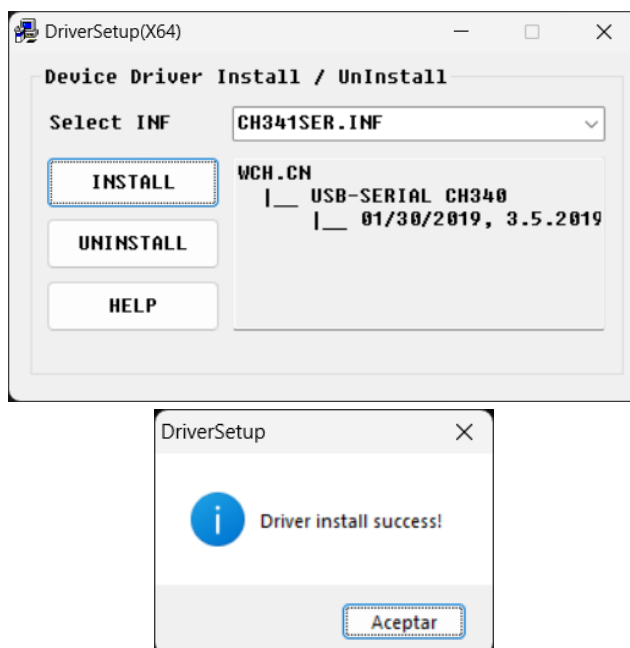 DriverSetup(X64)
Device Driver Install / UnInstall
Select INF
CH341SER.INF
INSTALL
UNINSTALL
HELP
WCH.CN
|__ USB-SERIAL CH340
|__ 01/30/2019, 3.5.2019
DriverSetup
i
Driver install success!
Aceptar